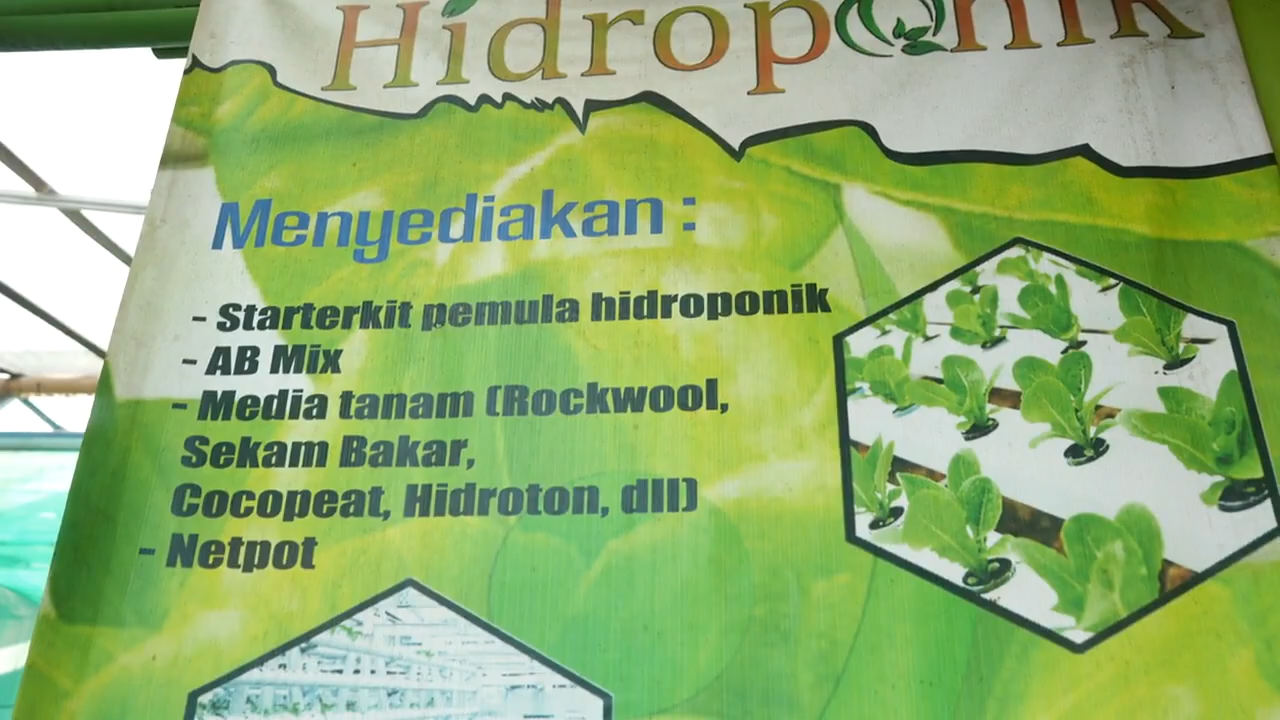 Hidroponik
Menyediakan :
- Starterkit pemula hidroponik
- AB Mix
- Media tanam (Rockwool,
Sekam Bakar,
Cocopeat, Hidroton, dll)
- Netpot